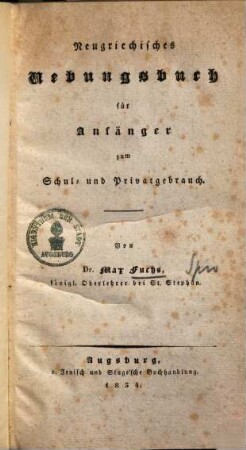 Neugriechisches
Uebungsbuch
für
Anfänger
zum
Schul- und Privatgebrauch.
Von
Dr. Max Fuchs,
königl. Oberlehrer bei St. Stephan.
Augsburg,
v. Jenisch und Stage'sche Buchhandlung.
1834.